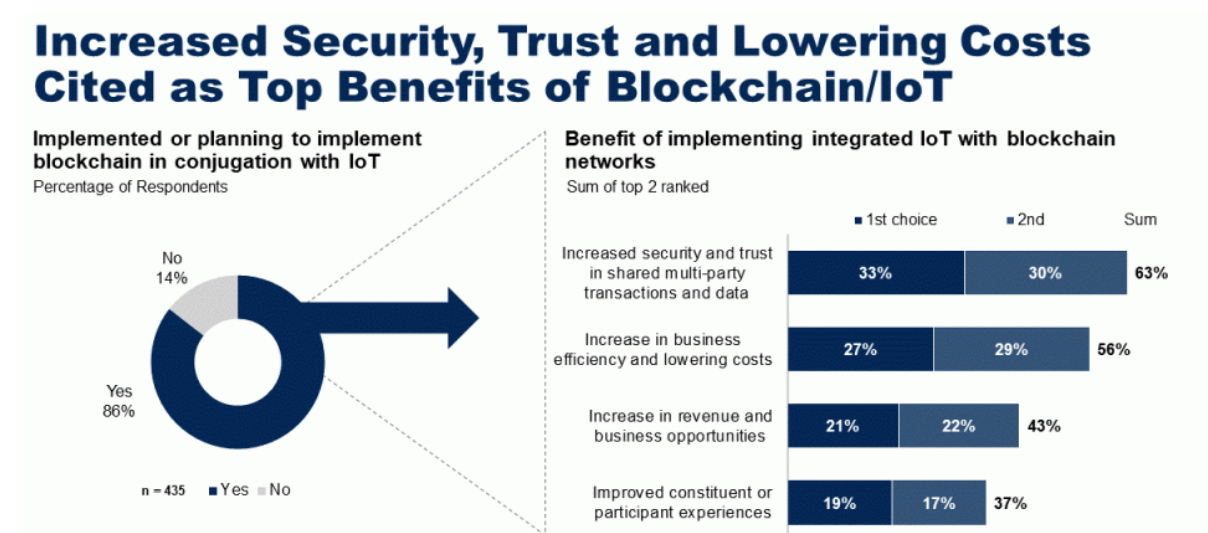 Increased Security, Trust and Lowering Costs
Cited as Top Benefits of Blockchain/IoT
Implemented or planning to implement
blockchain in conjugation with IoT
Percentage of Respondents
No
14%
Yes
86%
n = 435
Yes
No
Benefit of implementing integrated IoT with blockchain
networks
Sum of top 2 ranked
1st choice
2nd
Sum
Increased security and trust
in shared multi-party
transactions and data
33%
30%
63%
Increase in business
efficiency and lowering costs
27%
29%
56%
Increase in revenue and
business opportunities
21%
22%
43%
Improved constituent or
participant experiences
19%
17%
37%